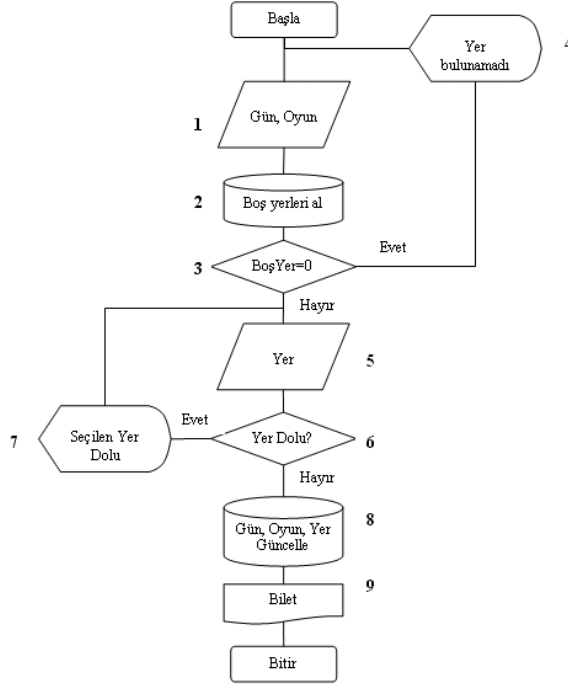 Başla
Yer
bulunamadı
4
Gün, Oyun
1
Boş yerleri al
2
BoşYer=0
3
Evet
Hayır
Yer
5
Evet
Yer Dolu?
6
7
Seçilen Yer
Dolu
Hayır
Gün, Oyun, Yer
Güncelle
8
Bilet
9
Bitir